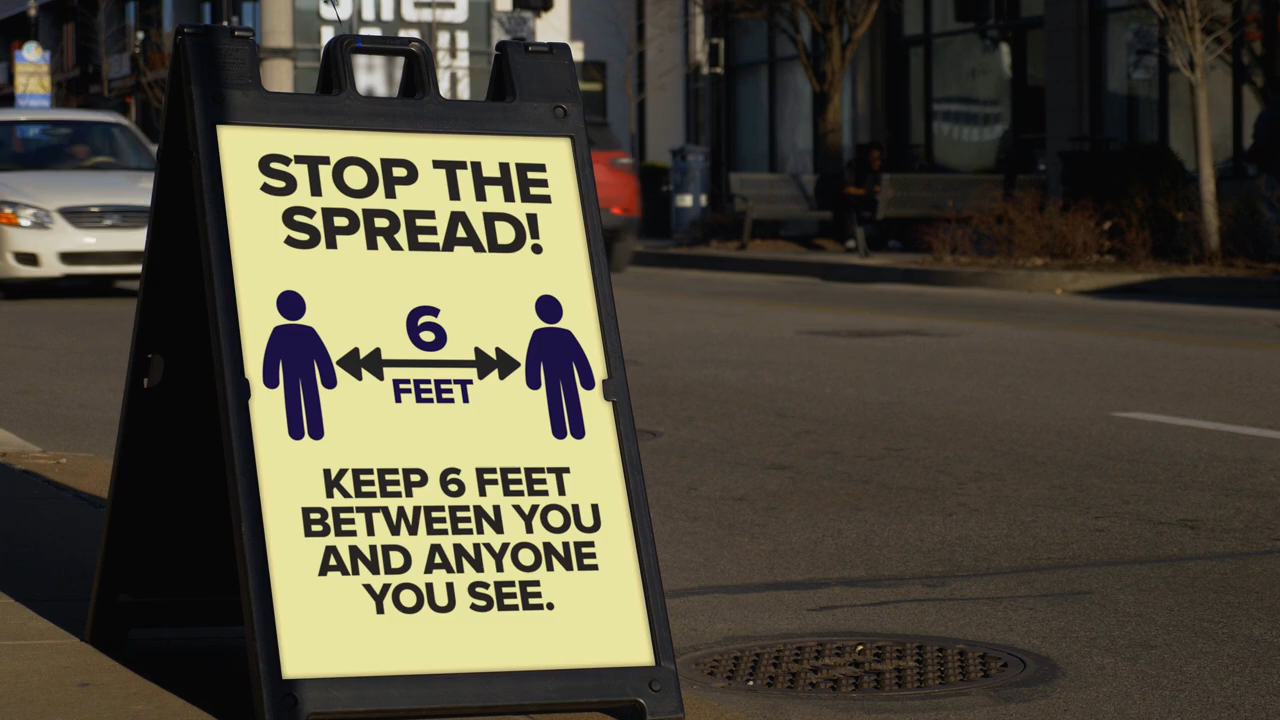 STOP THE
SPREAD!
6
FEET
KEEP 6 FEET
BETWEEN YOU
AND ANYONE
YOU SEE.